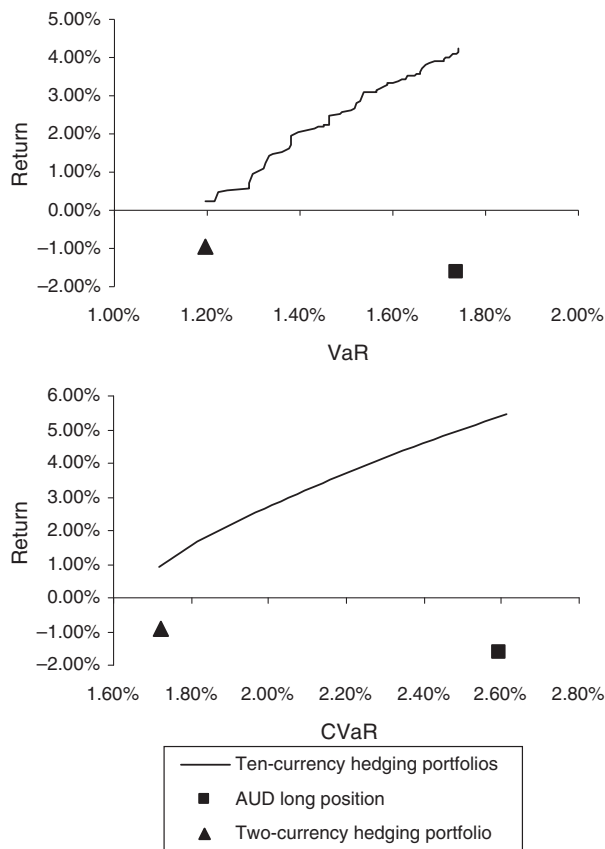 5.00%
4.00%
3.00%
2.00%
1.00%
0.00%
–1.00%
–2.00%
Return
1.00% 1.20% 1.40% 1.60% 1.80% 2.00%
VaR
6.00%
5.00%
4.00%
3.00%
2.00%
1.00%
0.00%
–1.00%
–2.00%
Return
1.60% 1.80% 2.00% 2.20% 2.40% 2.60% 2.80%
CVaR
Ten-currency hedging portfolios
AUD long position
Two-currency hedging portfolio